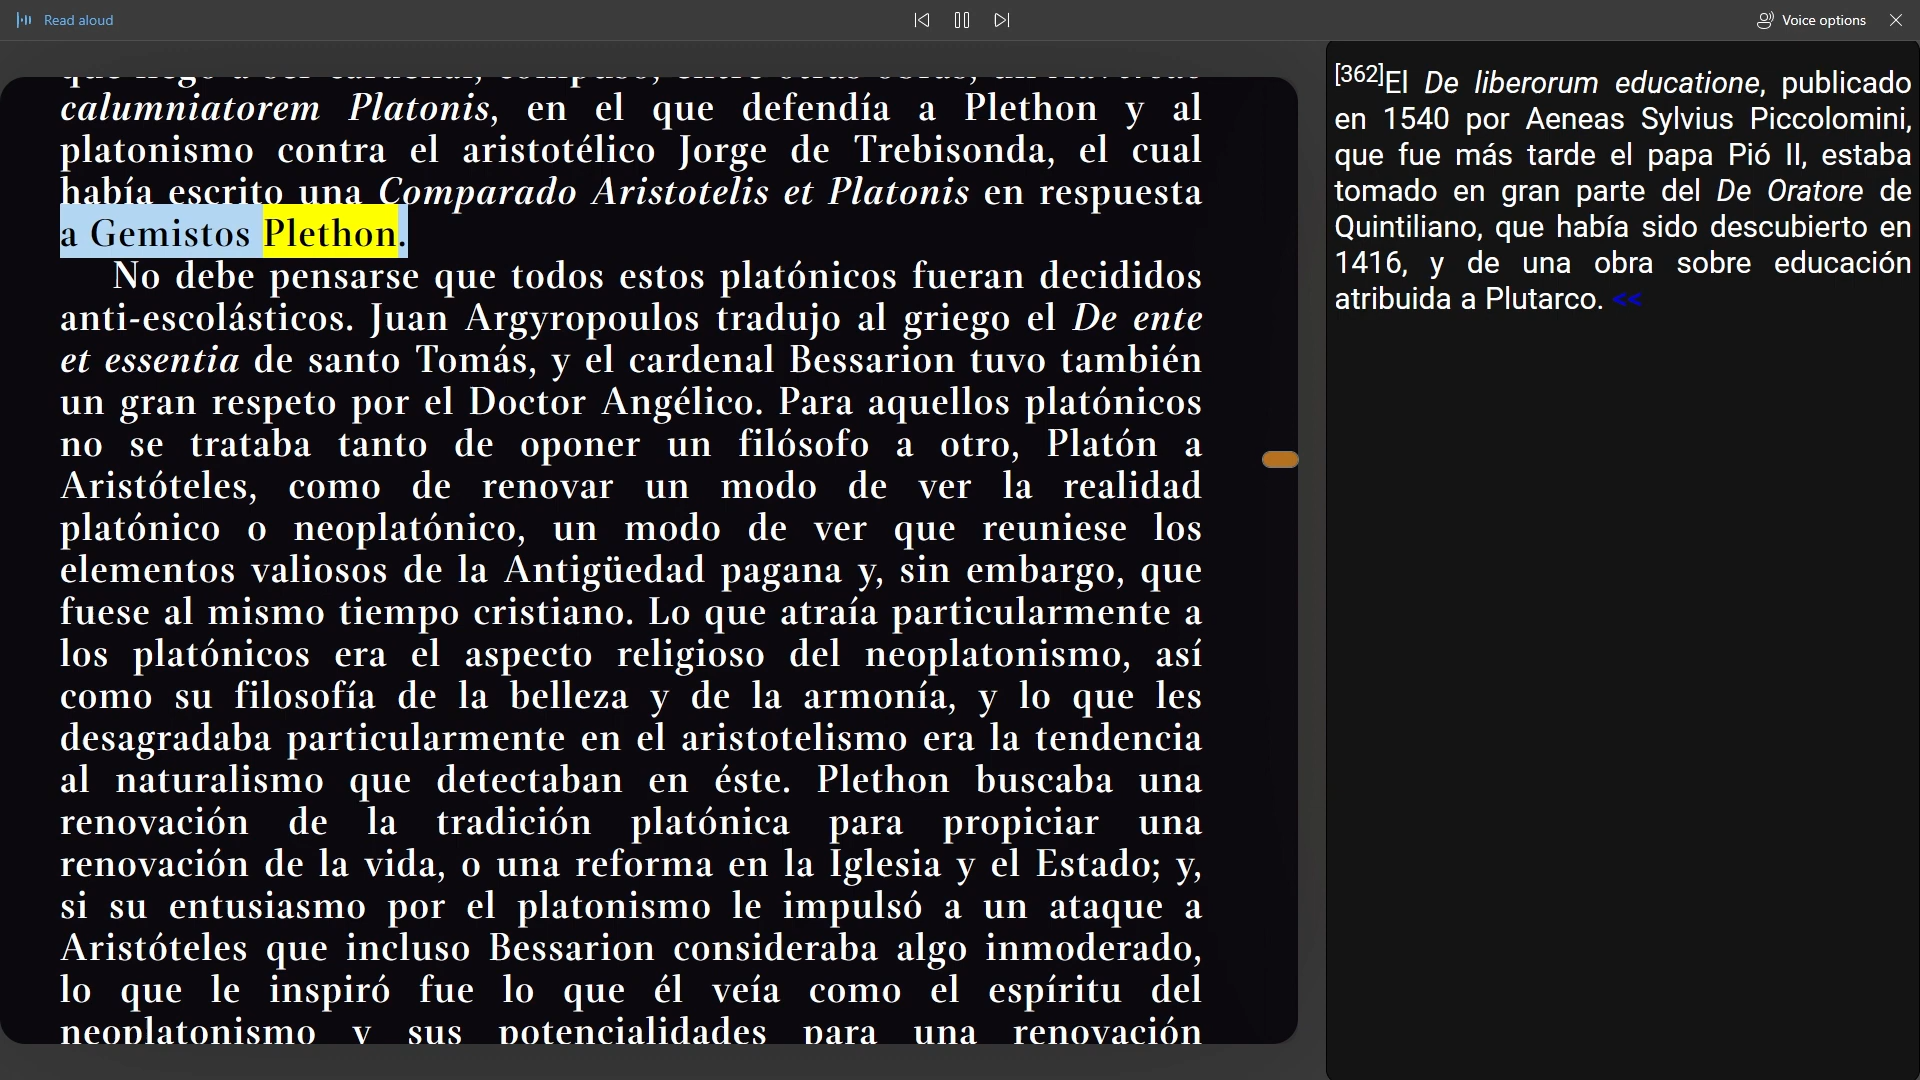 Read aloud
Voice options
calumniatorem Platonis, en el que defendía a Plethon y al
platonismo contra el aristotélico Jorge de Trebisonda, el cual
había escrito una Comparado Aristotelis et Platonis en respuesta
a Gemistos Plethon.
No debe pensarse que todos estos platónicos fueran decididos
anti-escolásticos. Juan Argyropoulos tradujo al griego el De ente
et essentia de santo Tomás, y el cardenal Bessarion tuvo también
un gran respeto por el Doctor Angélico. Para aquellos platónicos
no se trataba tanto de oponer un filósofo a otro, Platón a
Aristóteles, como de renovar un modo de ver la realidad
platónico o neoplatónico, un modo de ver que reuniese los
elementos valiosos de la Antigüedad pagana y, sin embargo, que
fuese al mismo tiempo cristiano. Lo que atraía particularmente a
los platónicos era el aspecto religioso del neoplatonismo, así
como su filosofía de la belleza y de la armonía, y lo que les
desagradaba particularmente en el aristotelismo era la tendencia
al naturalismo que detectaban en éste. Plethon buscaba una
renovación de la tradición platónica para propiciar una
renovación de la vida, o una reforma en la Iglesia y el Estado; y,
si su entusiasmo por el platonismo le impulsó a un ataque a
Aristóteles que incluso Bessarion consideraba algo inmoderado,
lo que le inspiró fue lo que él veía como el espíritu del
neoplatonismo y sus potencialidades para una renovación
[362]El De liberorum educatione, publicado
en 1540 por Aeneas Sylvius Piccolomini,
que fue más tarde el papa Pió II, estaba
tomado en gran parte del De Oratore de
Quintiliano, que había sido descubierto en
1416, y de una obra sobre educación
atribuida a Plutarco. <<